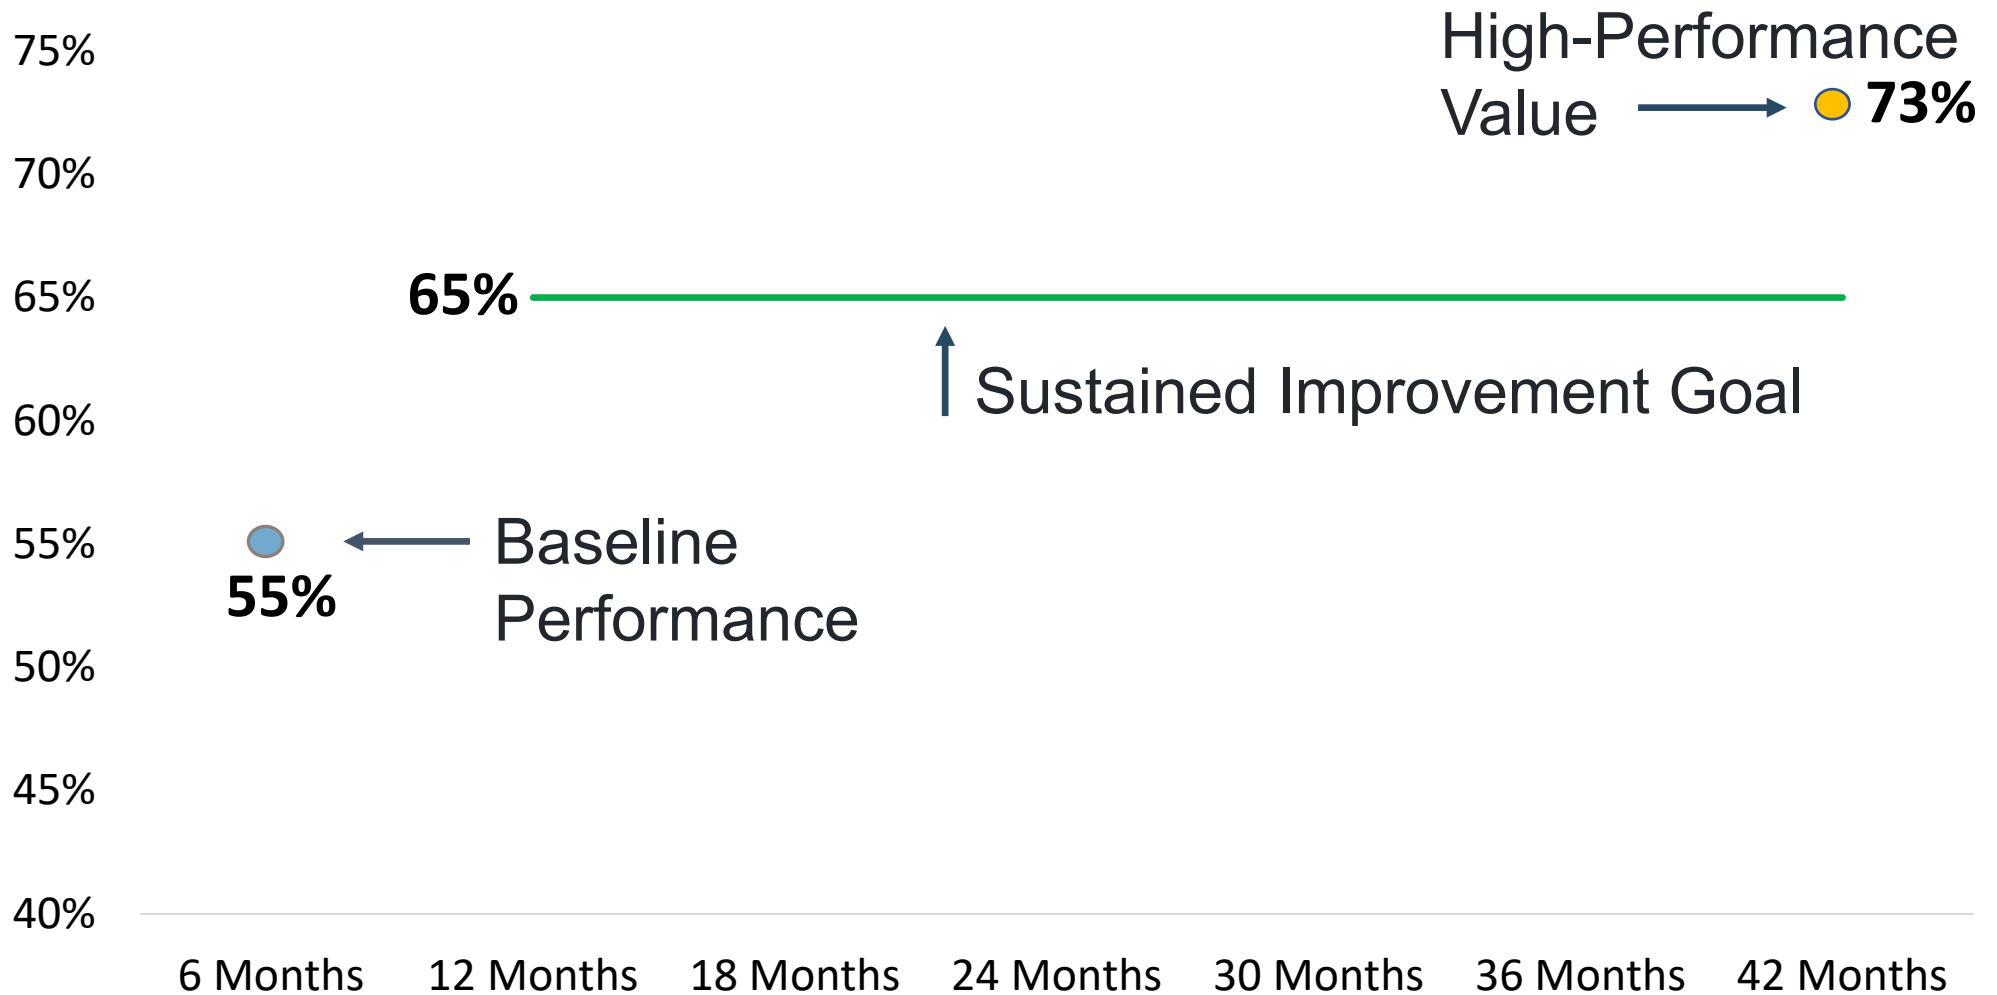 75%
70%
65%
60%
55%
50%
45%
40%
High-Performance
Value
73%
65%
Sustained Improvement Goal
Baseline
Performance
55%
6 Months
12 Months
18 Months
24 Months
30 Months
36 Months
42 Months